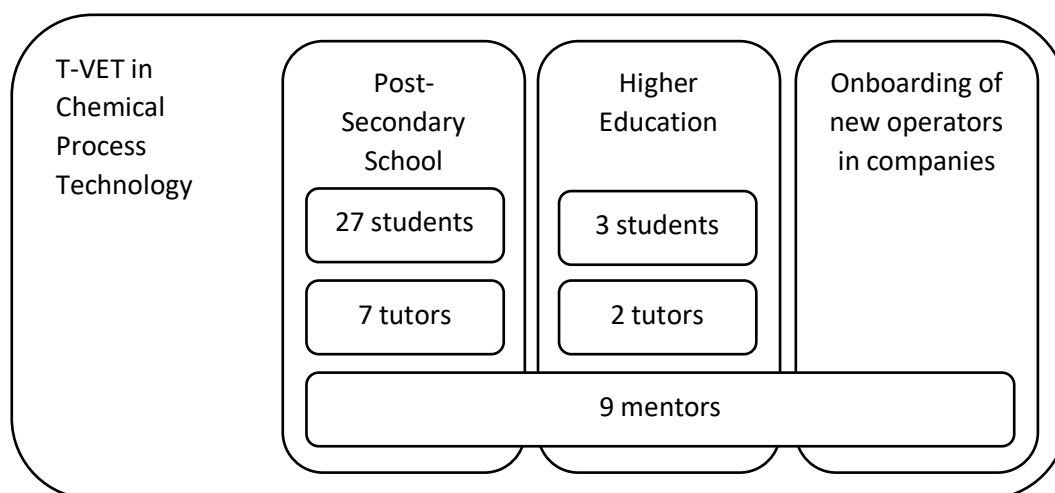 T-VET in
Chemical
Process
Technology
Post-
Secondary
School
27 students
7 tutors
Higher
Education
3 students
2 tutors
Onboarding of
new operators
in companies
9 mentors